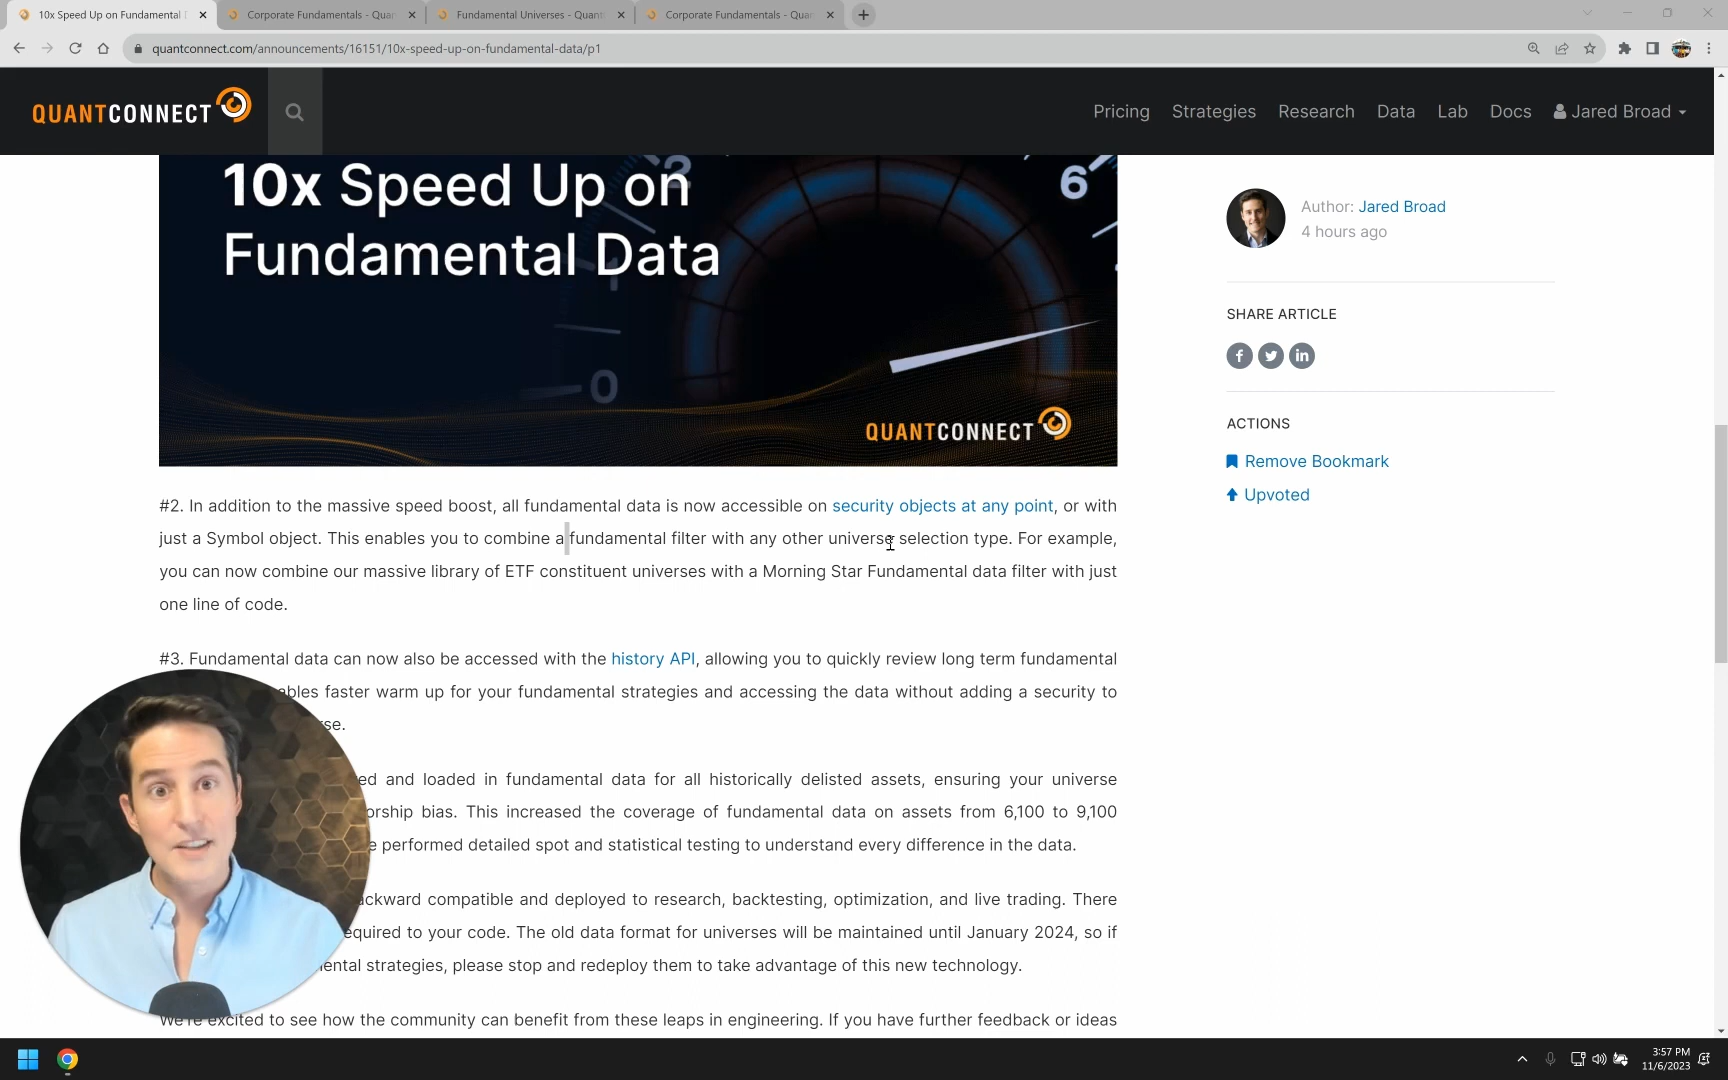 10x Speed Up on Fundamental
Corporate Fundamentals - Quan
Fundamental Universes - Quant
Corporate Fundamentals - Quan
quantconnect.com/announcements/16151/10x-speed-up-on-fundamental-data/p1
QUANTCONNECT
Pricing
Strategies
Research
Data
Lab
Docs
Jared Broad
10x Speed Up on
Fundamental Data
2
6
0
QUANTCONNECT
Author: Jared Broad
4 hours ago
SHARE ARTICLE
ACTIONS
Remove Bookmark
Upvoted
#2. In addition to the massive speed boost, all fundamental data is now accessible on security objects at any point, or with
just a Symbol object. This enables you to combine a fundamental filter with any other universe selection type. For example,
you can now combine our massive library of ETF constituent universes with a Morning Star Fundamental data filter with just
one line of code.
#3. Fundamental data can now also be accessed with the history API, allowing you to quickly review long term fundamental
ables faster warm up for your fundamental strategies and accessing the data without adding a security to
se.
ed and loaded in fundamental data for all historically delisted assets, ensuring your universe
orship bias. This increased the coverage of fundamental data on assets from 6,100 to 9,100
e performed detailed spot and statistical testing to understand every difference in the data.
ackward compatible and deployed to research, backtesting, optimization, and live trading. There
equired to your code. The old data format for universes will be maintained until January 2024, so if
ental strategies, please stop and redeploy them to take advantage of this new technology.
We're excited to see how the community can benefit from these leaps in engineering. If you have further feedback or ideas
3:57 PM
11/6/2023